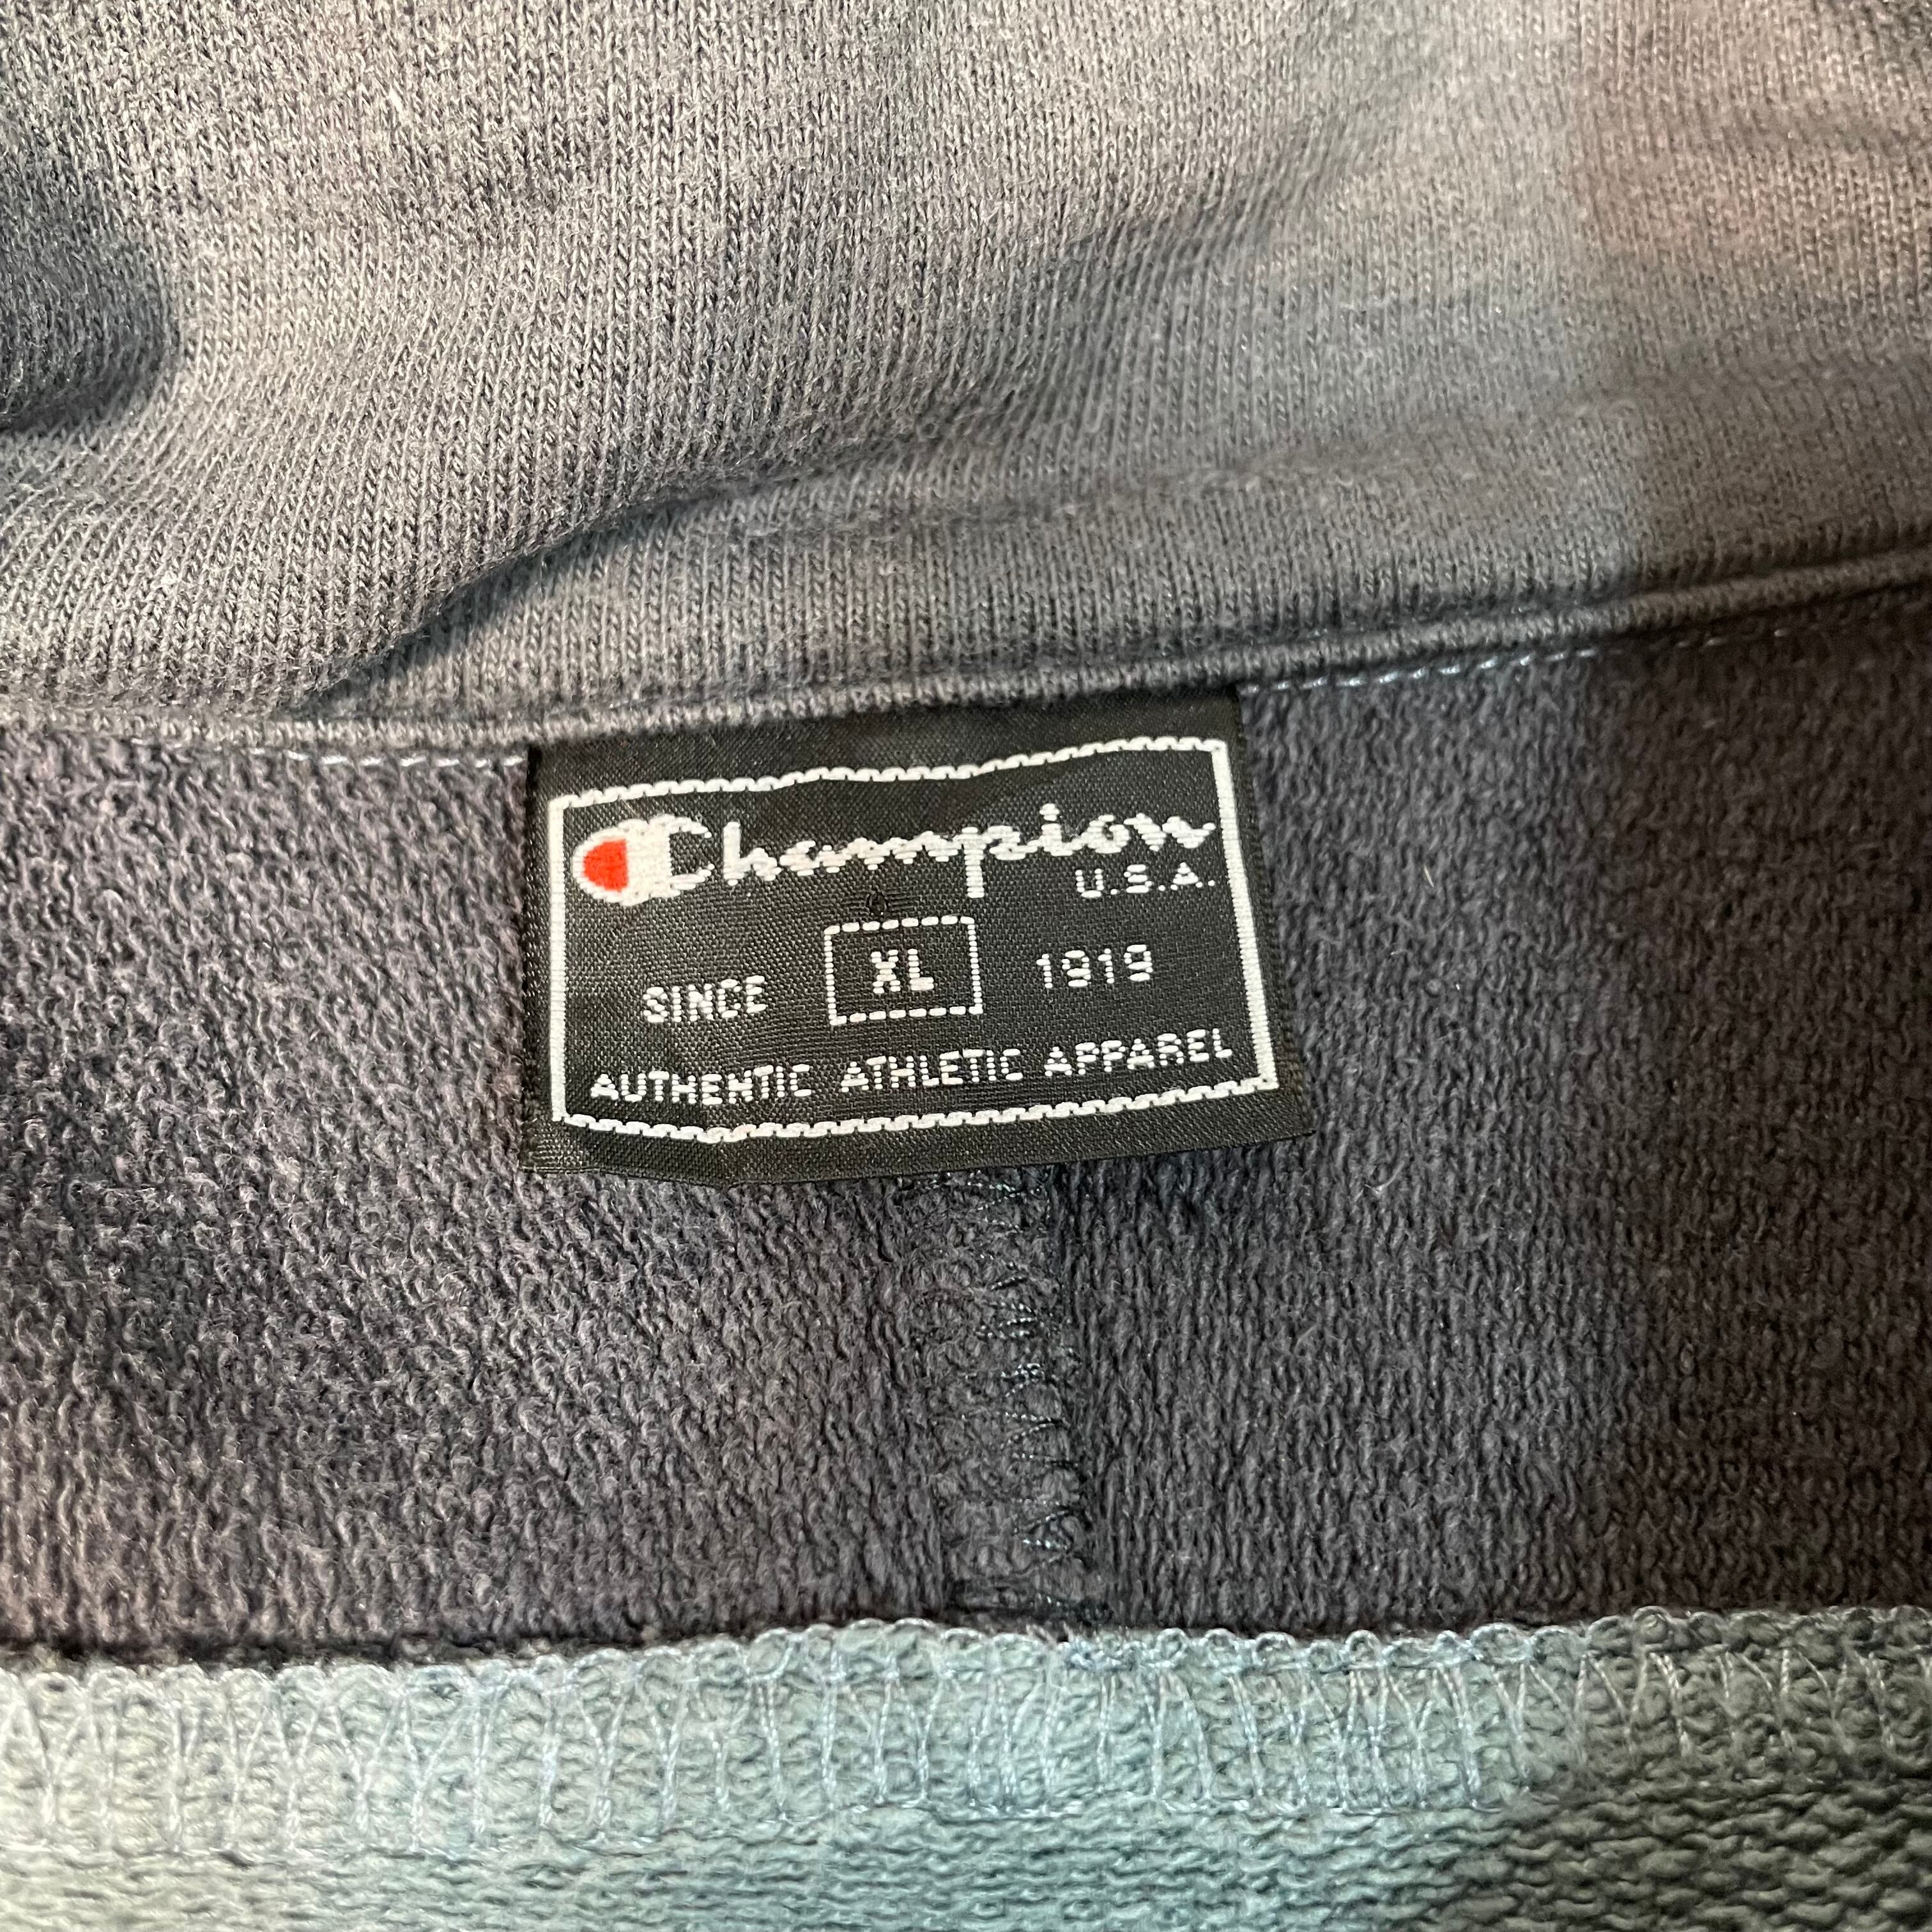 Champion
U.S.A.
SINCE XL 1919
AUTHENTIC ATHLETIC APPAREL